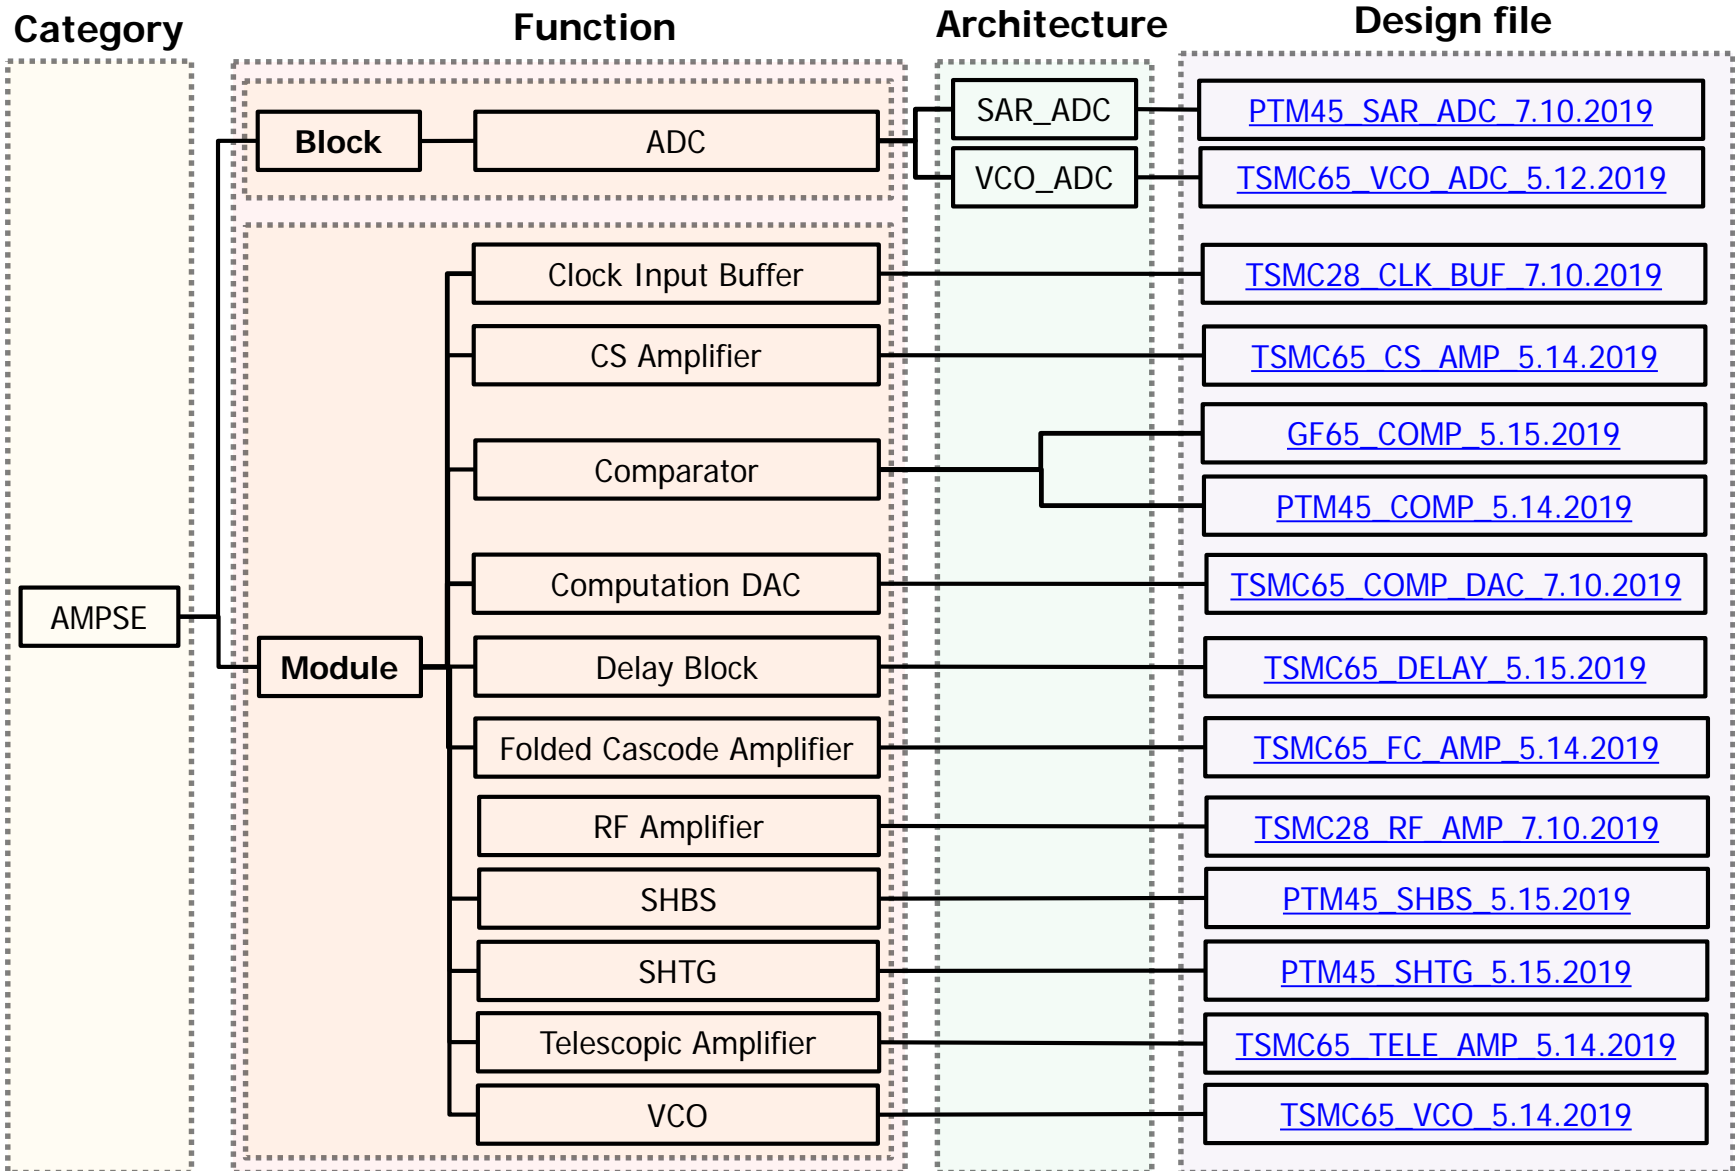 Category
Function
Architecture
Design file
Block
ADC
SAR_ADC
PTM45_SAR_ADC_7.10.2019
VCO_ADC
TSMC65_VCO_ADC_5.12.2019
Clock Input Buffer
TSMC28_CLK_BUF_7.10.2019
CS Amplifier
TSMC65_CS_AMP_5.14.2019
Comparator
GF65_COMP_5.15.2019
PTM45_COMP_5.14.2019
Computation DAC
TSMC65_COMP_DAC_7.10.2019
AMPSE
Module
Delay Block
TSMC65_DELAY_5.15.2019
Folded Cascode Amplifier
TSMC65_FC_AMP_5.14.2019
RF Amplifier
TSMC28_RF_AMP_7.10.2019
SHBS
PTM45_SHBS_5.15.2019
SHTG
PTM45_SHTG_5.15.2019
Telescopic Amplifier
TSMC65_TELE_AMP_5.14.2019
VCO
TSMC65_VCO_5.14.2019